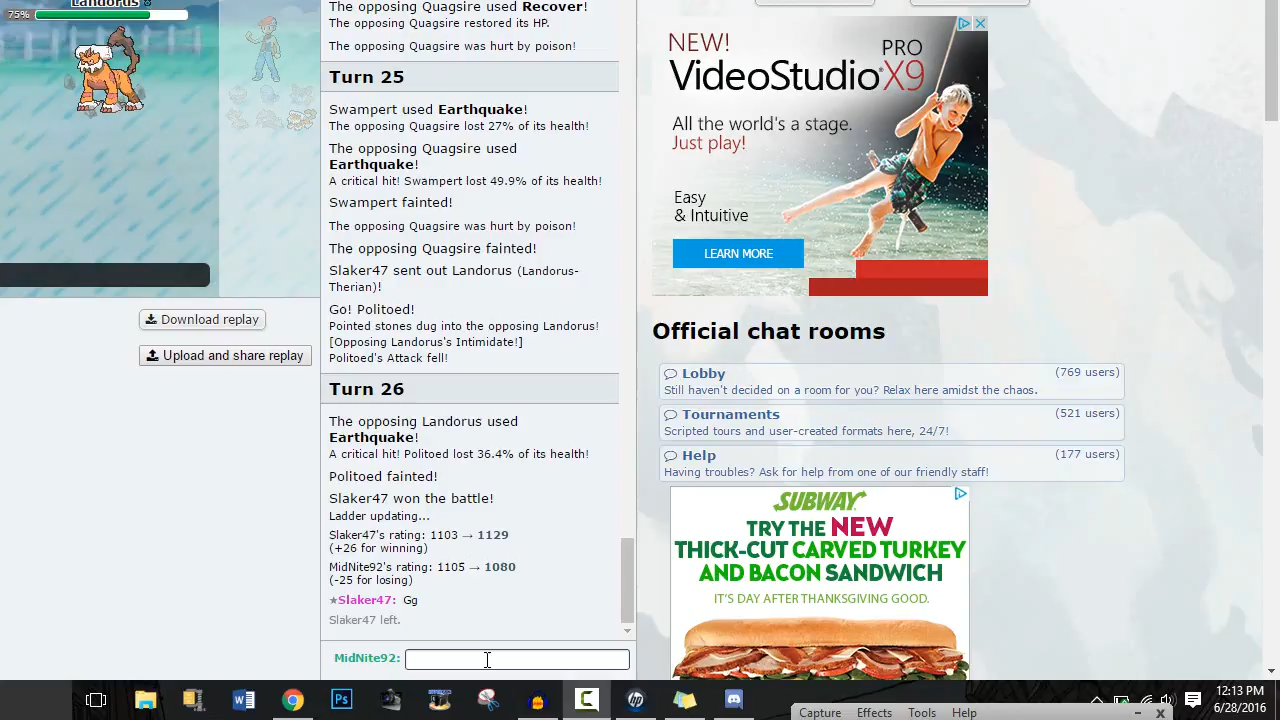 Landorus
75%
The opposing Quagsire used Recover!
The opposing Quagsire restored its HP.
The opposing Quagsire was hurt by poison!
Turn 25
Swampert used Earthquake!
The opposing Quagsire lost 27% of its health!
The opposing Quagsire used
Earthquake!
A critical hit! Swampert lost 49.9% of its health!
Swampert fainted!
The opposing Quagsire was hurt by poison!
The opposing Quagsire fainted!
Slaker47 sent out Landorus (Landorus-
Therian)!
Go! Politoed!
Pointed stones dug into the opposing Landorus!
[Opposing Landorus's Intimidate!]
Politoed's Attack fell!
Turn 26
The opposing Landorus used
Earthquake!
A critical hit! Politoed lost 36.4% of its health!
Politoed fainted!
Slaker47 won the battle!
Ladder updating...
Slaker47's rating: 1103 → 1129
(+26 for winning)
MidNite92's rating: 1105 → 1080
(-25 for losing)
★Slaker47: Gg
Slaker47 left.
MidNite92:
Download replay
Upload and share replay
NEW!
PRO
VideoStudio X9
All the world's a stage.
Just play!
Easy
& Intuitive
LEARN MORE
Official chat rooms
Lobby
(769 users)
Still haven't decided on a room for you? Relax here amidst the chaos.
Tournaments
(521 users)
Scripted tours and user-created formats here, 24/7!
Help
(177 users)
Having troubles? Ask for help from one of our friendly staff!
SUBWAY
TRY THE NEW
THICK-CUT CARVED TURKEY
AND BACON SANDWICH
IT'S DAY AFTER THANKSGIVING GOOD.
12:13 PM
6/28/2016
Capture Effects Tools Help